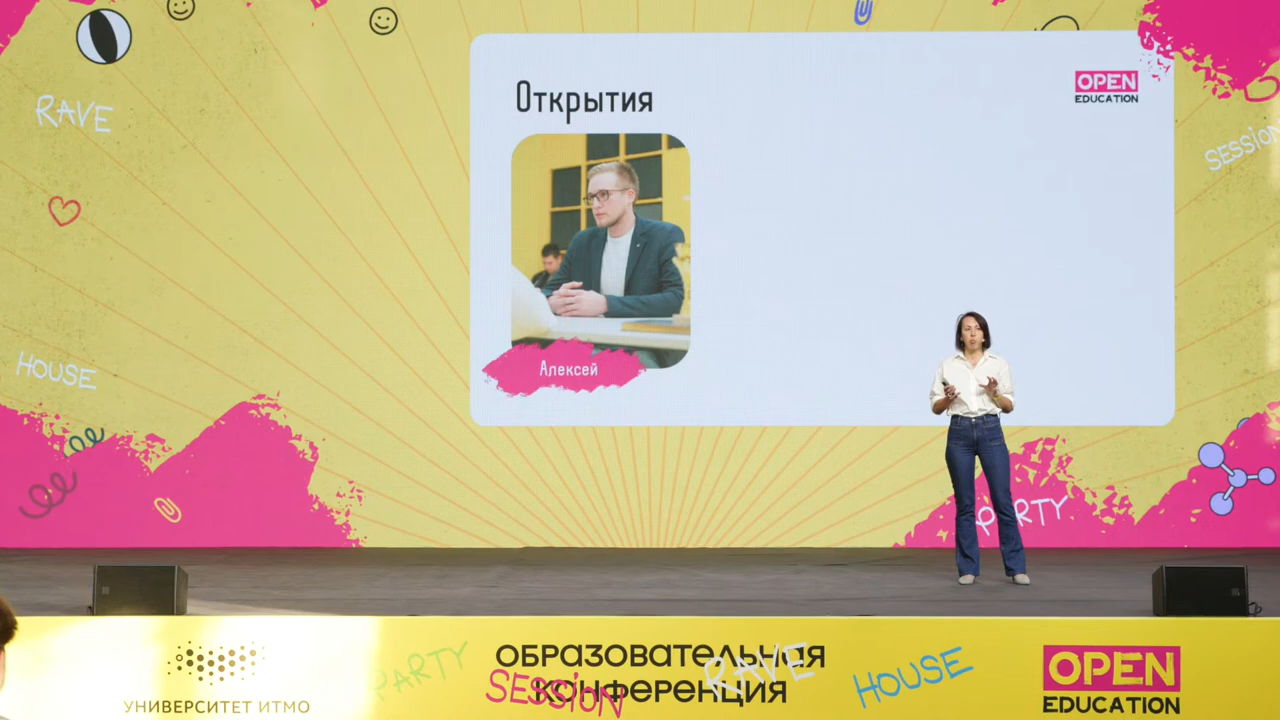 RAVE
HOUSE
Открытия
OPEN
EDUCATION
Алексей
SESSION
PARTY
УНИВЕРСИТЕТ ИТМО
PARTY
ОБРАЗОВАТЕЛЬНАЯ
КОНФЕРЕНЦИЯ
SESSION
RAVE
HOUSE
OPEN
EDUCATION